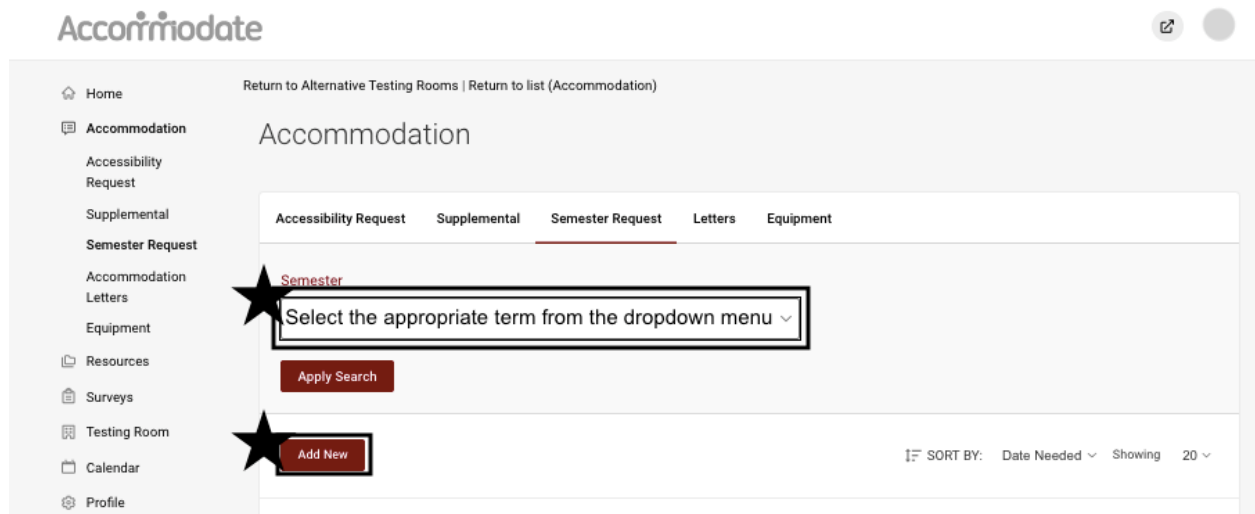 Accommodate
Home
Accommodation
Accessibility
Request
Supplemental
Semester Request
Accommodation
Letters
Equipment
Resources
Surveys
Testing Room
Calendar
Profile
Return to Alternative Testing Rooms | Return to list (Accommodation)
Accommodation
Accessibility Request Supplemental Semester Request Letters Equipment
Semester
Select the appropriate term from the dropdown menu
Apply Search
Add New
SORT BY: Date Needed Showing 20